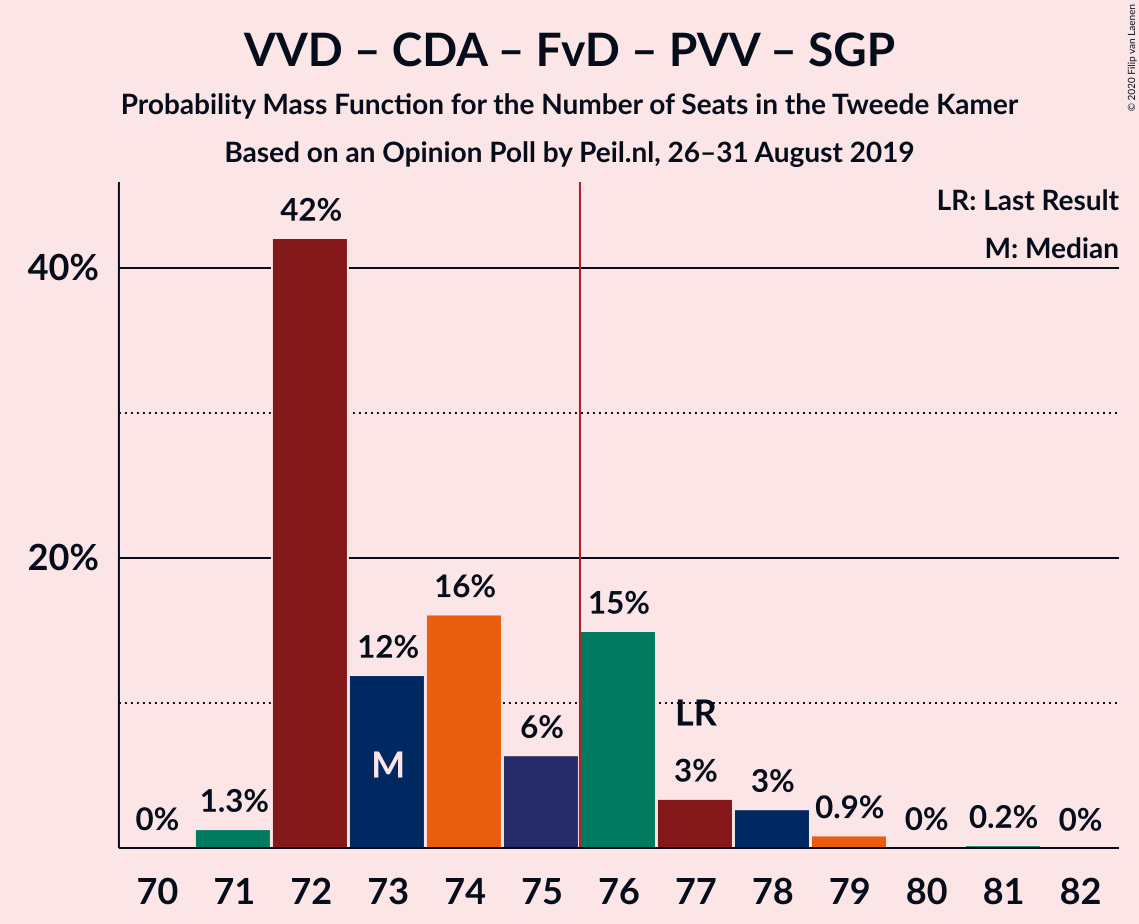 VVD – CDA – FvD – PVV – SGP
Probability Mass Function for the Number of Seats in the Tweede Kamer
Based on an Opinion Poll by Peil.nl, 26–31 August 2019
© 2020 Filip van Laenen
LR: Last Result
M: Median
40%
20%
0%
1.3%
42%
12%
16%
6%
15%
3%
3%
0.9%
0%
0.2%
0%
M
LR
70 71 72 73 74 75 76 77 78 79 80 81 82